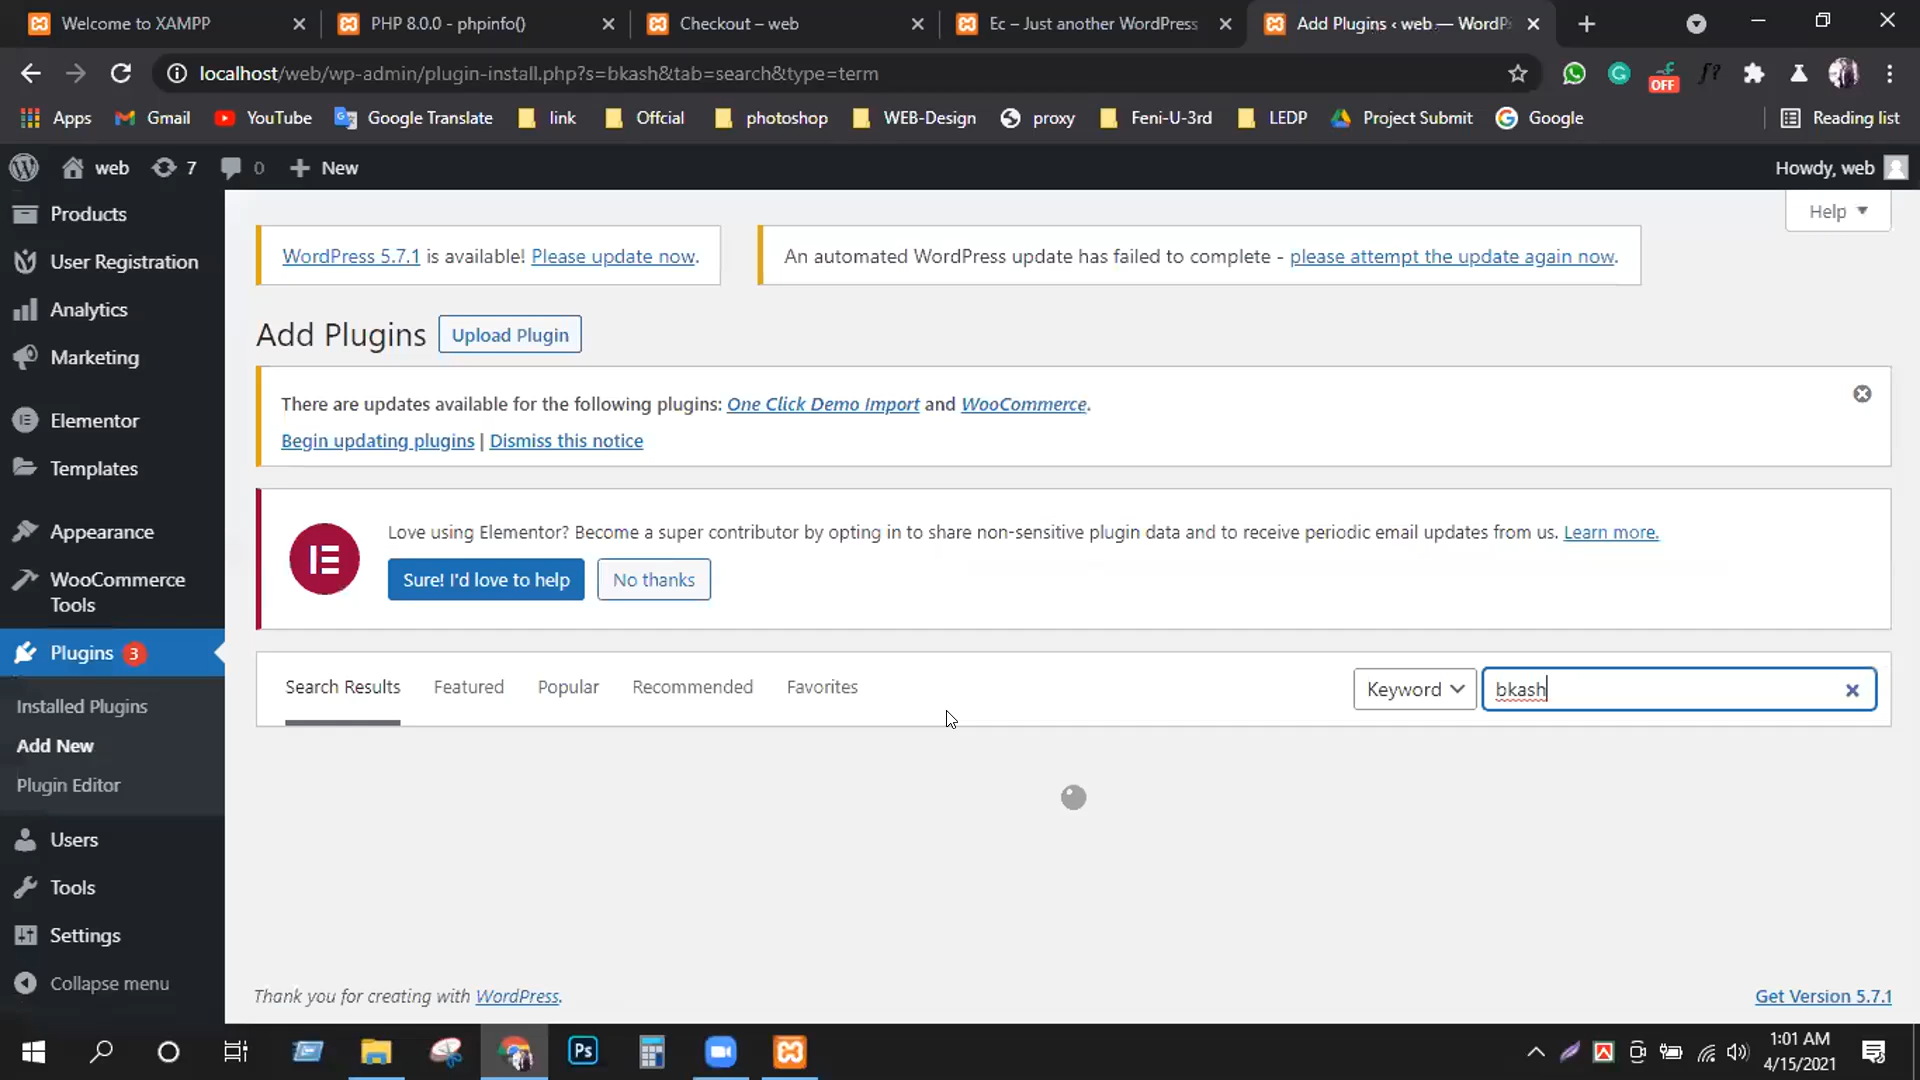 Welcome to XAMPP
PHP 8.0.0 - phpinfo()
Checkout – web
Ec – Just another WordPress
Add Plugins ‹ web — WordP
localhost/web/wp-admin/plugin-install.php?s=bkash&tab=search&type=term
OFF
f?
Apps
Gmail
YouTube
Google Translate
link
Offcial
photoshop
WEB-Design
proxy
Feni-U-3rd
LEDP
Project Submit
Google
Reading list
web
7
0
New
Howdy, web
Products
User Registration
Analytics
Marketing
Elementor
Templates
Appearance
WooCommerce
Tools
Plugins 3
Installed Plugins
Add New
Plugin Editor
Users
Tools
Settings
Collapse menu
Help
WordPress 5.7.1 is available! Please update now.
An automated WordPress update has failed to complete - please attempt the update again now.
Add Plugins
Upload Plugin
There are updates available for the following plugins: One Click Demo Import and WooCommerce.
Begin updating plugins | Dismiss this notice
Love using Elementor? Become a super contributor by opting in to share non-sensitive plugin data and to receive periodic email updates from us. Learn more.
Sure! I'd love to help
No thanks
Search Results
Featured
Popular
Recommended
Favorites
Keyword
bkash
Thank you for creating with WordPress.
Get Version 5.7.1
Ps
1:01 AM
4/15/2021